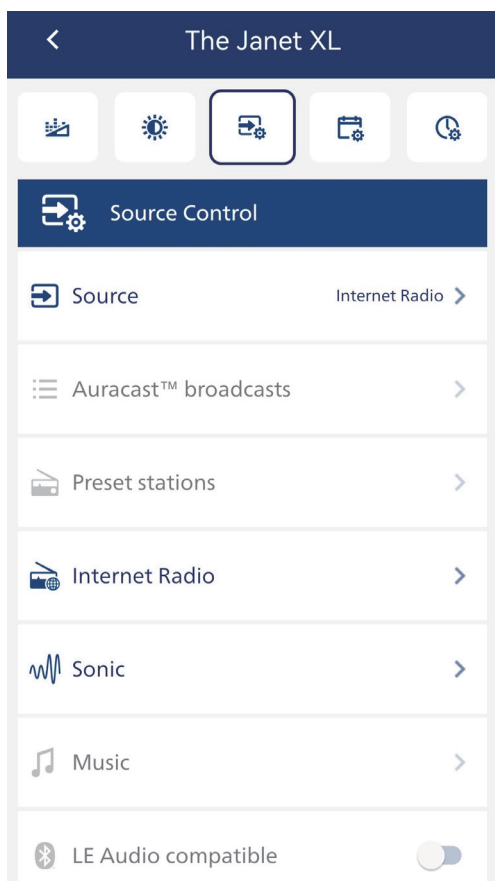 The Janet XL
Source Control
Source Internet Radio
Auracast™ broadcasts
Preset stations
Internet Radio
Sonic
Music
LE Audio compatible